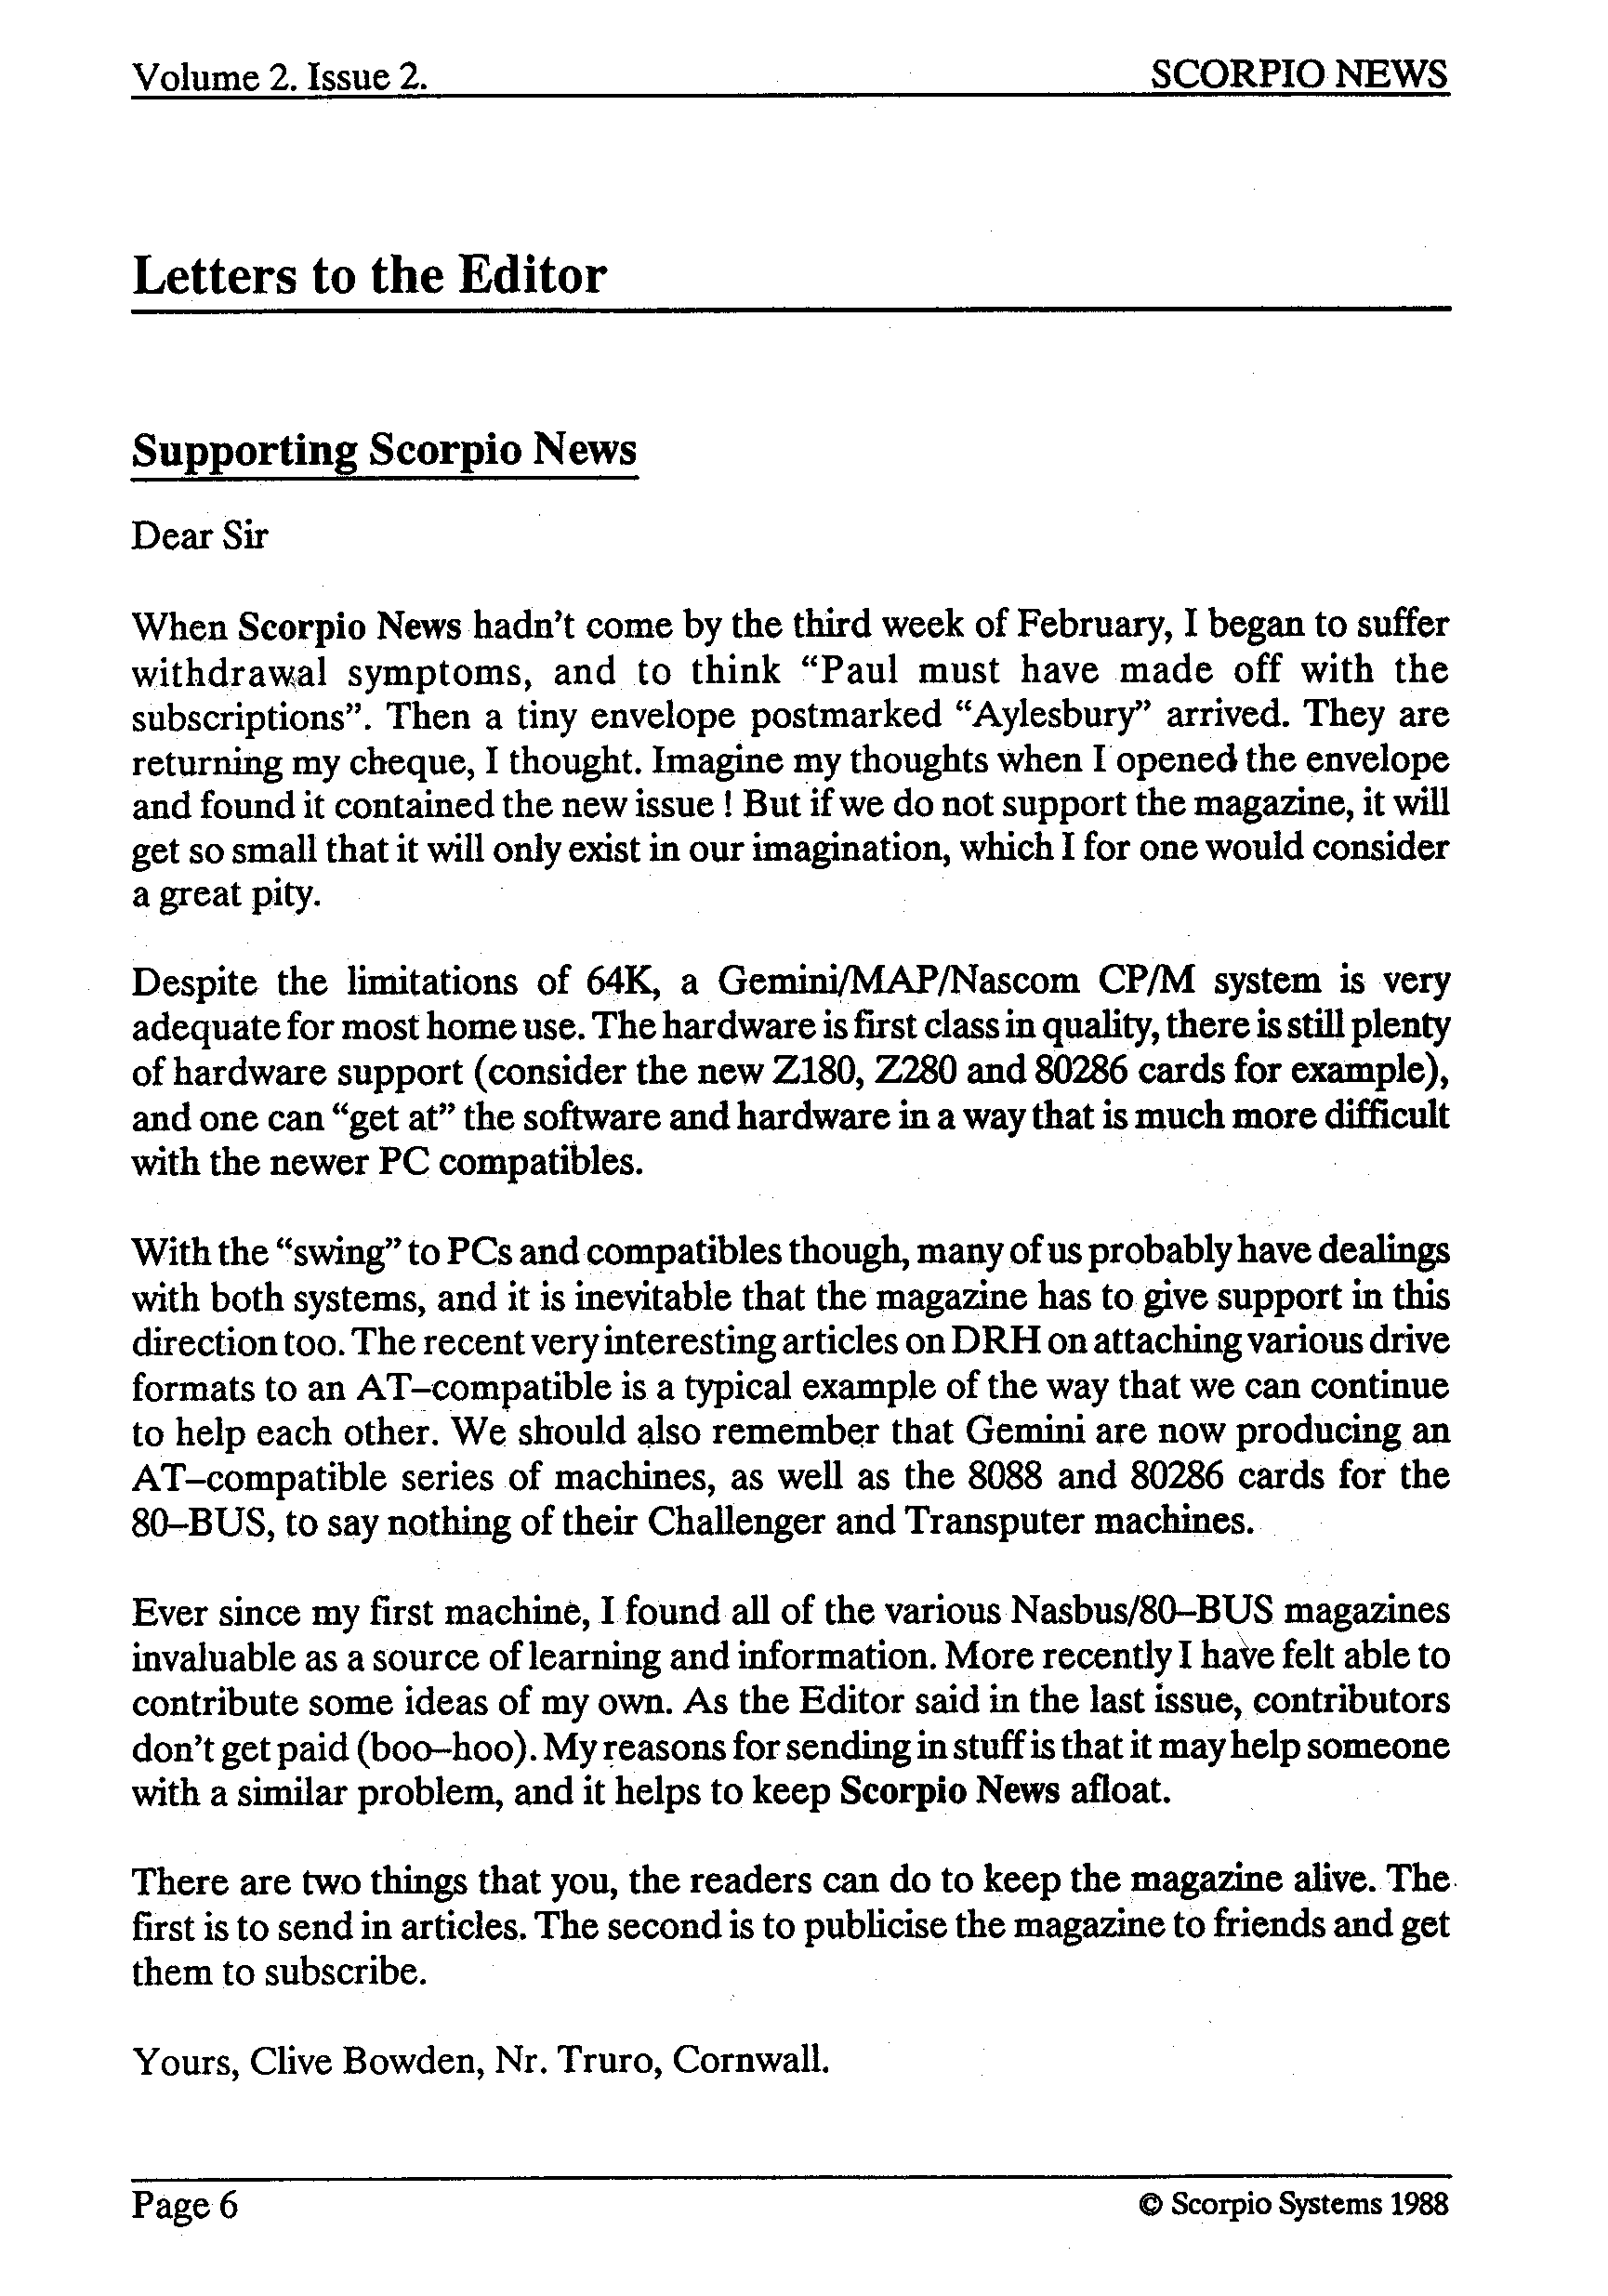 Volume 2. Issue 2. SCORPIO NEWS
Letters to the Editor
Supporting Scorpio News
Dear Sir
When Scorpio News hadn't come by the third week of February, I began to suffer
withdrawal symptoms, and to think “Paul must have made off with the
subscriptions”. Then a tiny envelope postmarked “Aylesbury” arrived. They are
returning my cheque, I thought. Imagine my thoughts when I opened the envelope
and found it contained the new issue ! But if we do not support the magazine, it will
get so small that it will only exist in our imagination, which I for one would consider
a great pity.
Despite the limitations of 64K, a Gemini/MAP/Nascom CP/M system is very
adequate for most home use. The hardware is first class in quality, there is still plenty
of hardware support (consider the new Z180, Z280 and 80286 cards for example),
and one can “get at” the software and hardware in a way that is much more difficult
with the newer PC compatibles.
With the “swing” to PCs and compatibles though, many of us probably have dealings
with both systems, and it is inevitable that the magazine has to give support in this
direction too. The recent very interesting articles on DRH on attaching various drive
formats to an AT–compatible is a typical example of the way that we can continue
to help each other. We should also remember that Gemini are now producing an
AT–compatible series of machines, as well as the 8088 and 80286 cards for the
80–BUS, to say nothing of their Challenger and Transputer machines.
Ever since my first machine, I found all of the various Nasbus/80–BUS magazines
invaluable as a source of learning and information. More recently I have felt able to
contribute some ideas of my own. As the Editor said in the last issue, contributors
don't get paid (boo–hoo). My reasons for sending in stuff is that it may help someone
with a similar problem, and it helps to keep Scorpio News afloat.
There are two things that you, the readers can do to keep the magazine alive. The
first is to send in articles. The second is to publicise the magazine to friends and get
them to subscribe.
Yours, Clive Bowden, Nr. Truro, Cornwall.
Page 6 © Scorpio Systems 1988